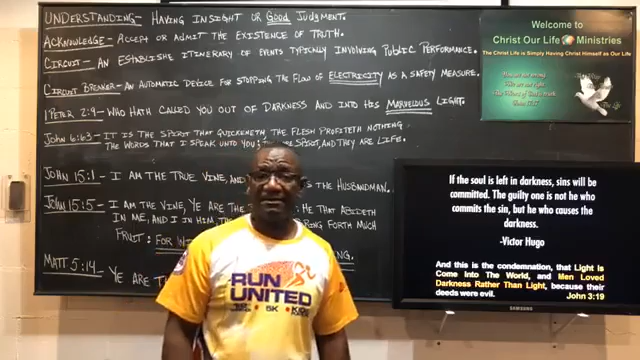 UNDERSTANDING- HAVING INSIGHT OR GOOD JUDGMENT.
ACKNOWLEDGE- ACCEPT OR ADMIT THE EXISTENCE OF TRUTH.
CIRCUIT- AN ESTABLISHE ITINERARY OF EVENTS TYPICALLY INVOLVING PUBLIC PERFORMANCE.
CIRCUIT BREAKER- AN AUTOMATIC DEVICE FOR STOPPING THE FLOW OF ELECTRICITY AS A SAFETY MEASURE.
1 PETER 2:9- WHO HATH CALLED YOU OUT OF DARKNESS AND INTO HIS MARVELOUS LIGHT.
JOHN 6:63- IT IS THE SPIRIT THAT QUICKENETH THE FLESH PROFITETH NOTHING
THE WORDS THAT I SPEAK UNTO YOU, SPIRIT, AND THEY ARE LIFE.
JOHN 15:1- I AM THE TRUE VINE, AND IS THE HUSBANDMAN.
JOHN 15:5- I AM THE VINE, YE ARE THE HE THAT ABIDETH
IN ME, AND I IN HIM, THE RING FORTH MUCH
FRUIT: FOR
MATT 5:14- YE ARE
Welcome to
Christ Our Life Ministries
The Christ Life is Simply Having Christ Himself as Our Life
If the soul is left in darkness, sins will be
committed. The guilty one is not he who
commits the sin, but he who causes the
darkness.
-Victor Hugo
And this is the condemnation, that Light is
Come into The World, and Men Loved
Darkness Rather Than Light, because their
deeds were evil. John 3:19
SAMSUNG
RUN
UNITED
5K